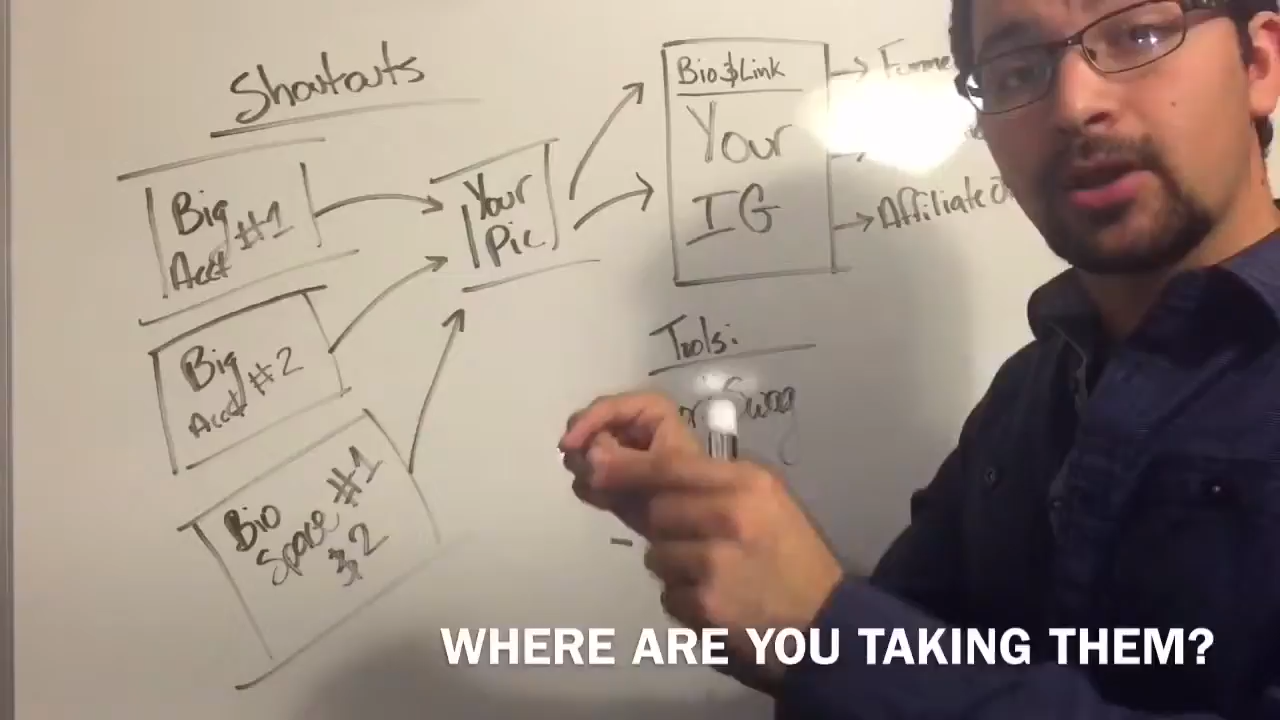 Shoutouts
Big
Acct #1
Big
Acct #2
Bio
Space #1
& 2
Your
Pic
Bio & Link
Your
IG
Affiliate
Tools:
Swag
WHERE ARE YOU TAKING THEM?